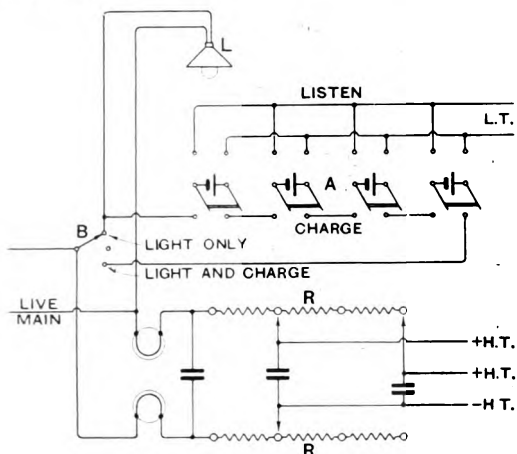 L
LISTEN
L.T.
A
CHARGE
B
LIGHT ONLY
LIGHT AND CHARGE
LIVE
MAIN
R
+H.T.
+H.T.
-H T.
R